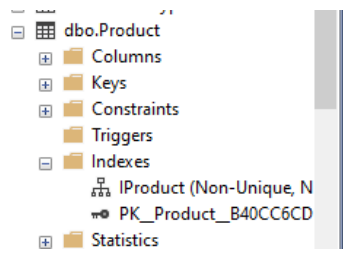 dbo.Product
Columns
Keys
Constraints
Triggers
Indexes
IProduct (Non-Unique, N
PK__Product__B40CC6CD
Statistics